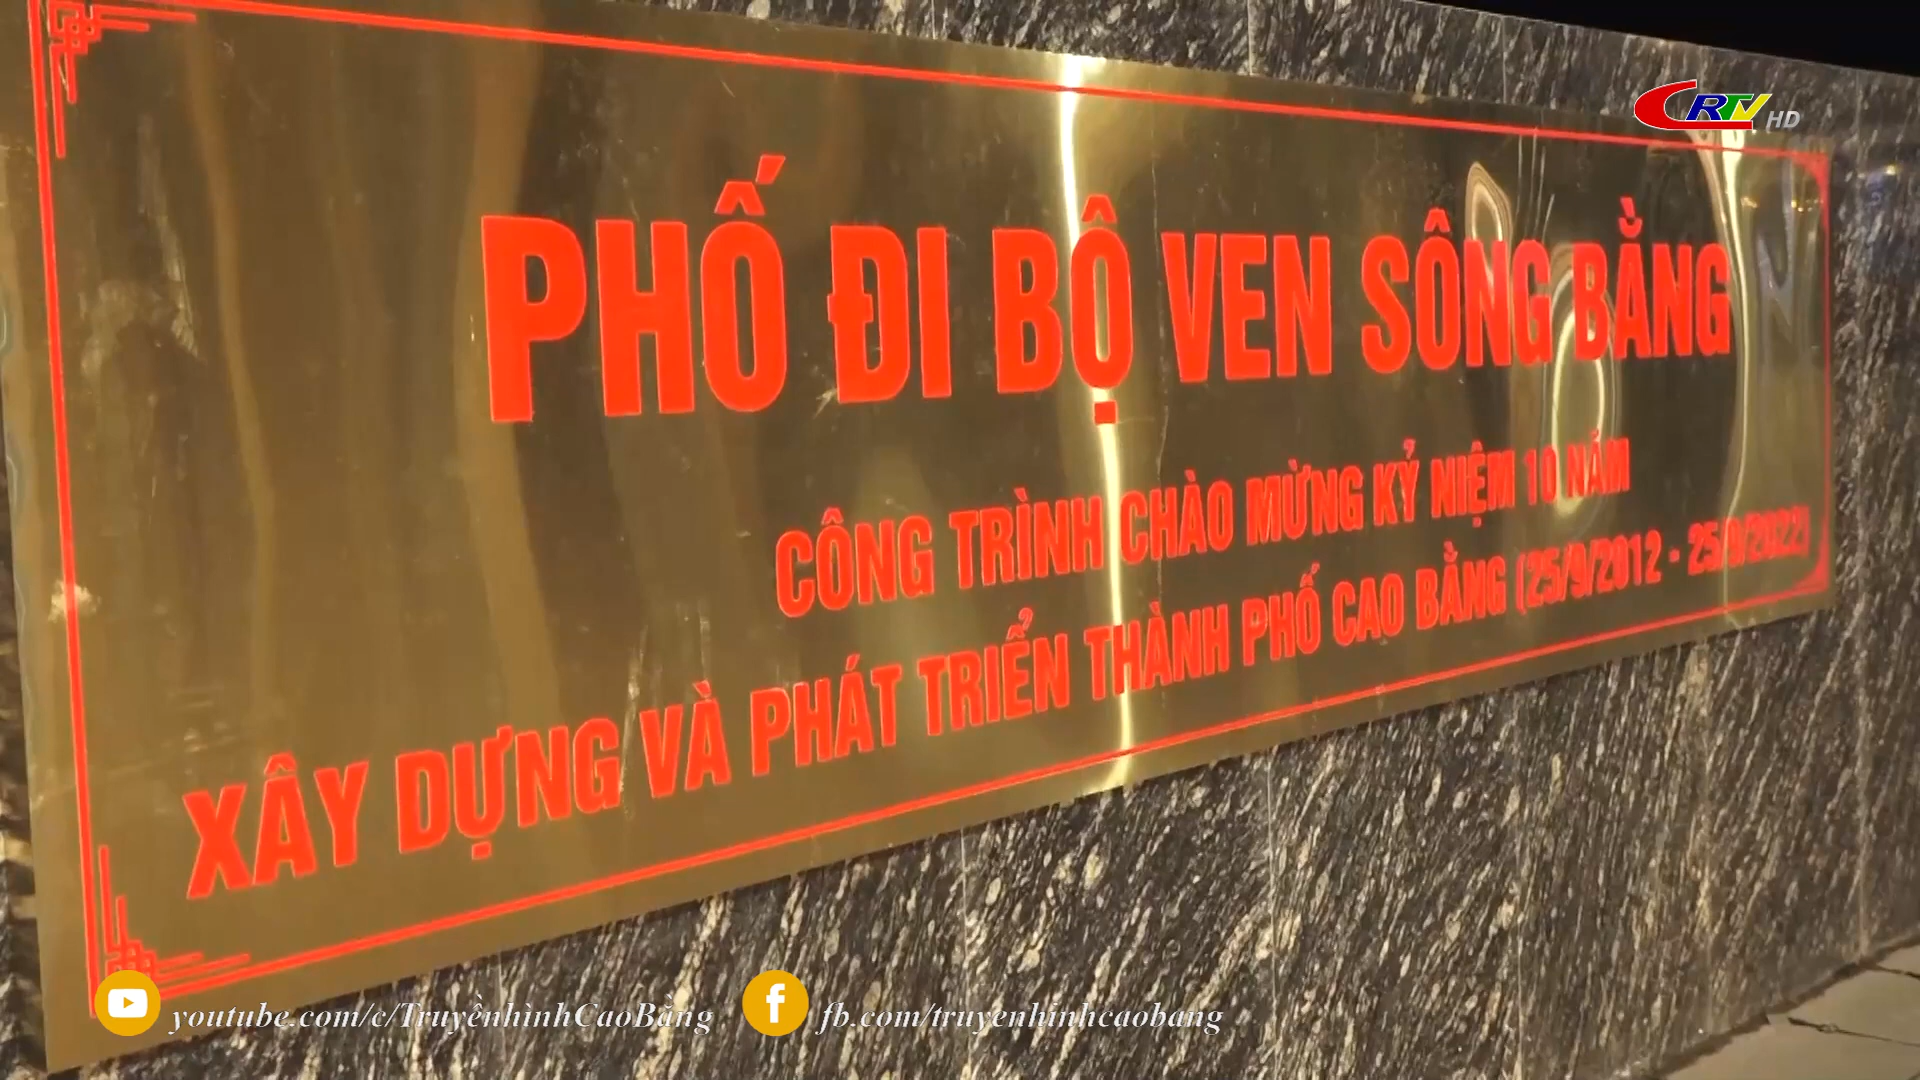 CRTV HD
PHỐ ĐI BỘ VEN SÔNG BẰNG
CÔNG TRÌNH CHÀO MỪNG KỶ NIỆM 10 NĂM
XÂY DỰNG VÀ PHÁT TRIỂN THÀNH PHỐ CAO BẰNG (25/9/2012 - 25/9/2022)
youtube.com/c/TruyềnhìnhCaoBằng
fb.com/truyenhinhcaobang